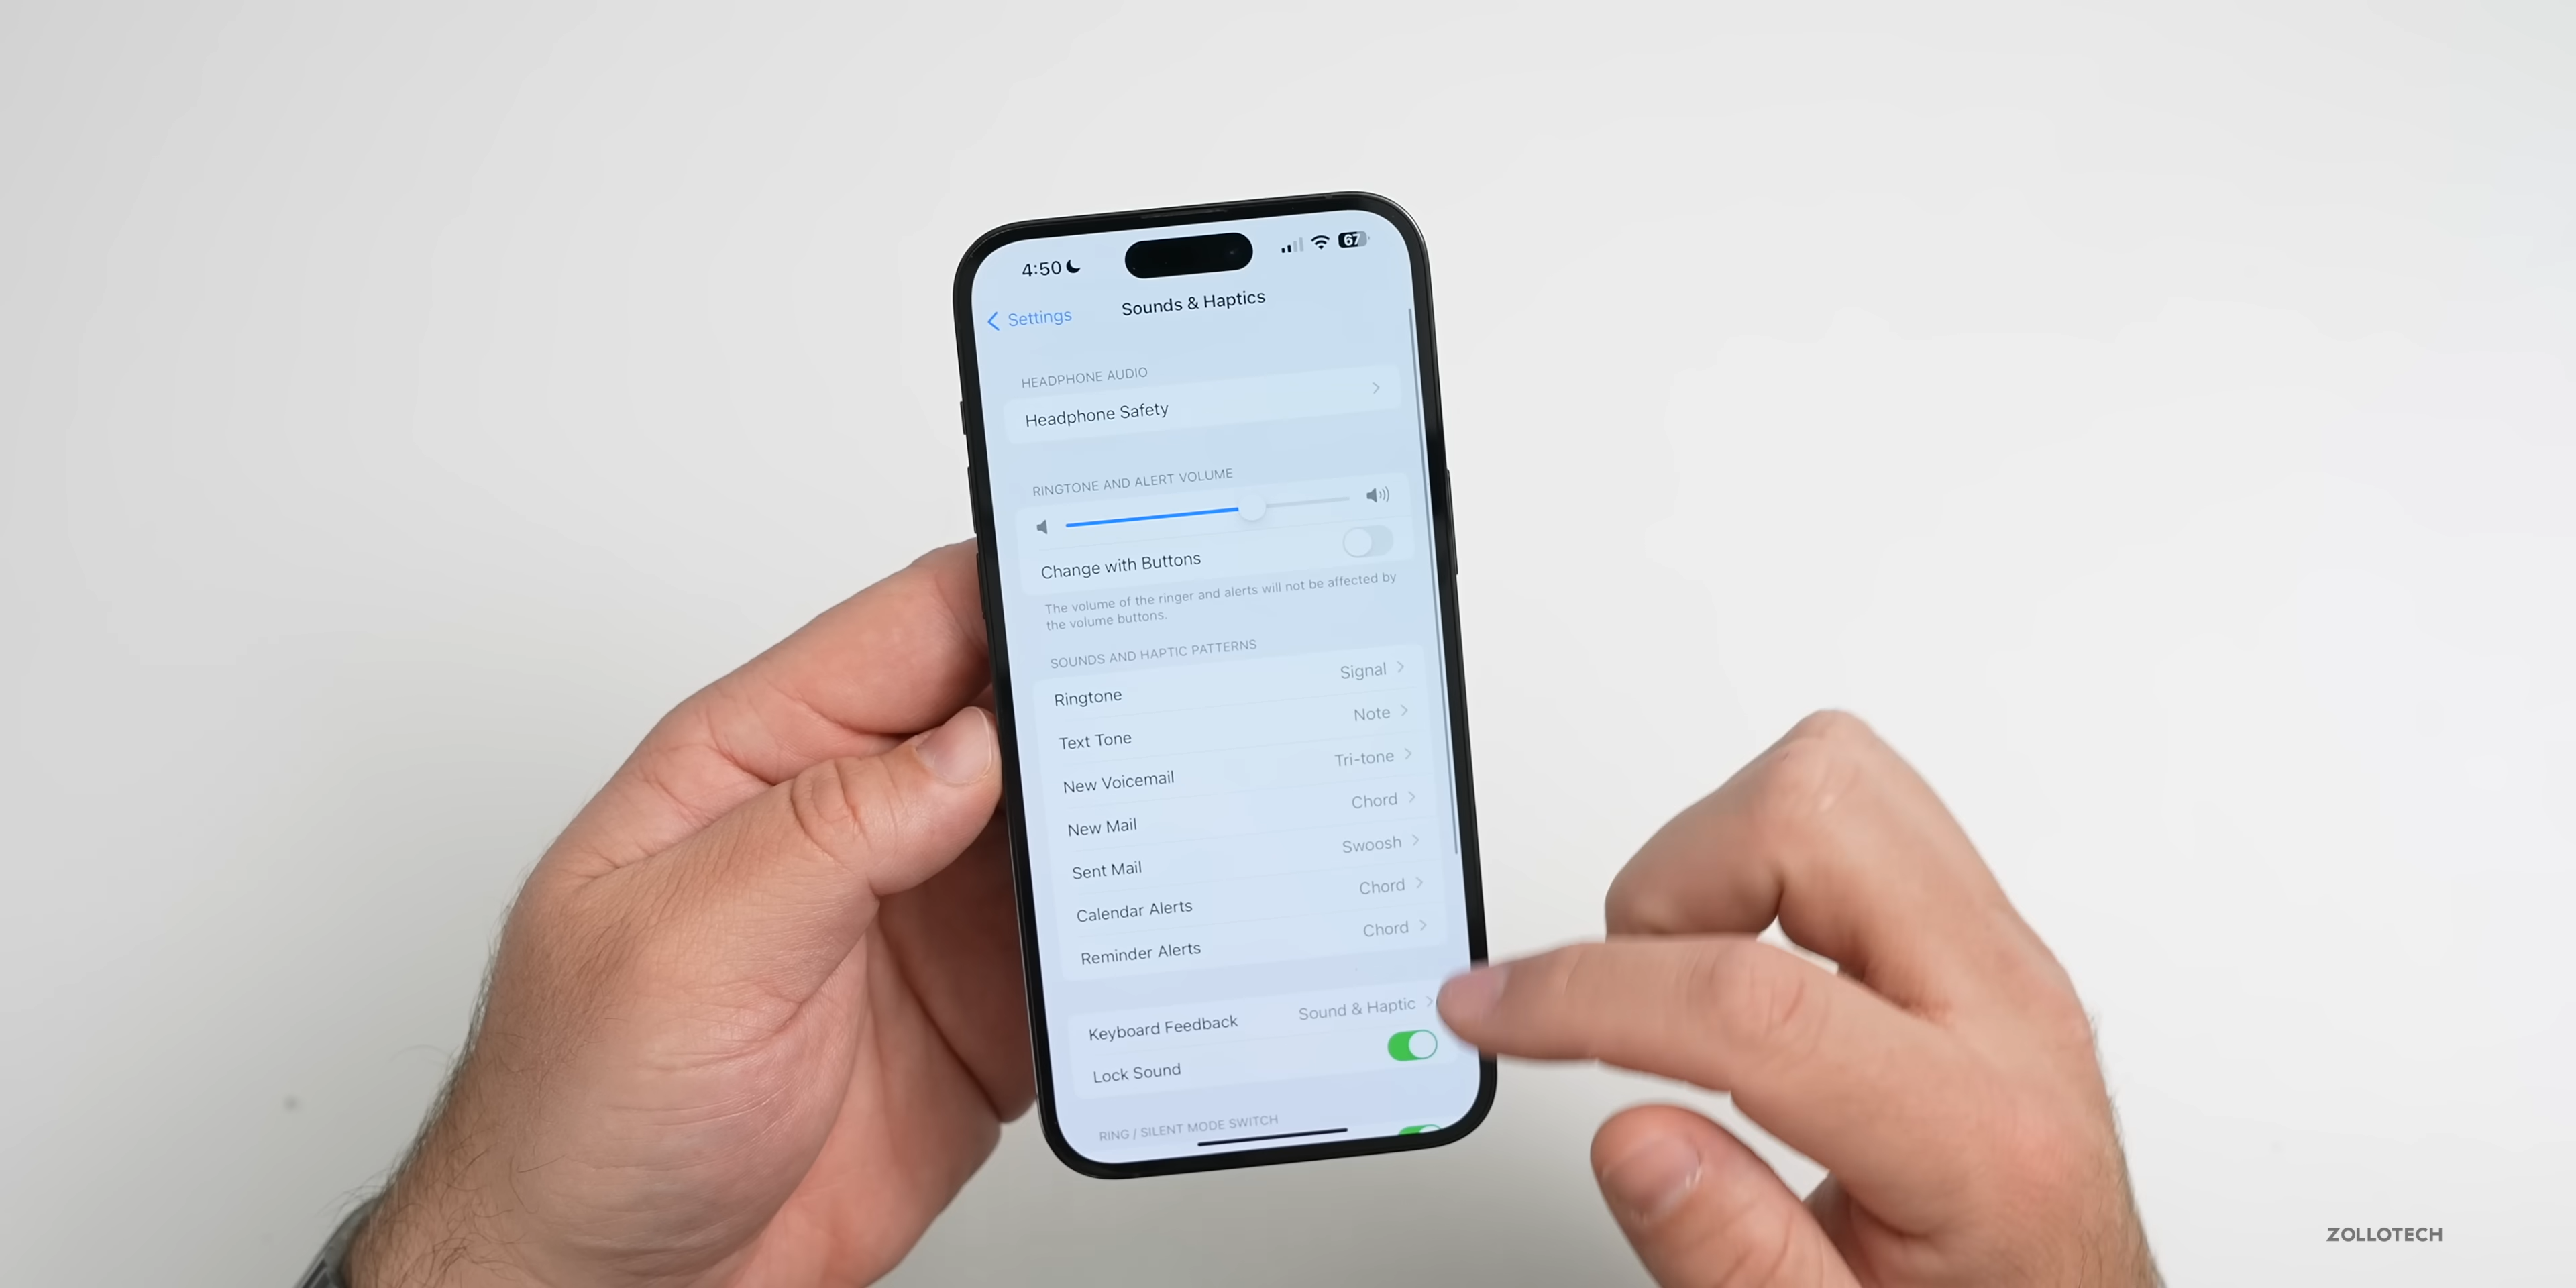 4:50
67
Settings
Sounds & Haptics
HEADPHONE AUDIO
Headphone Safety
RINGTONE AND ALERT VOLUME
Change with Buttons
The volume of the ringer and alerts will not be affected by
the volume buttons.
SOUNDS AND HAPTIC PATTERNS
Ringtone Signal
Text Tone Note
New Voicemail Tri-tone
New Mail Chord
Sent Mail Swoosh
Calendar Alerts Chord
Reminder Alerts Chord
Keyboard Feedback Sound & Haptic
Lock Sound
RING / SILENT MODE SWITCH
ZOLLOTECH